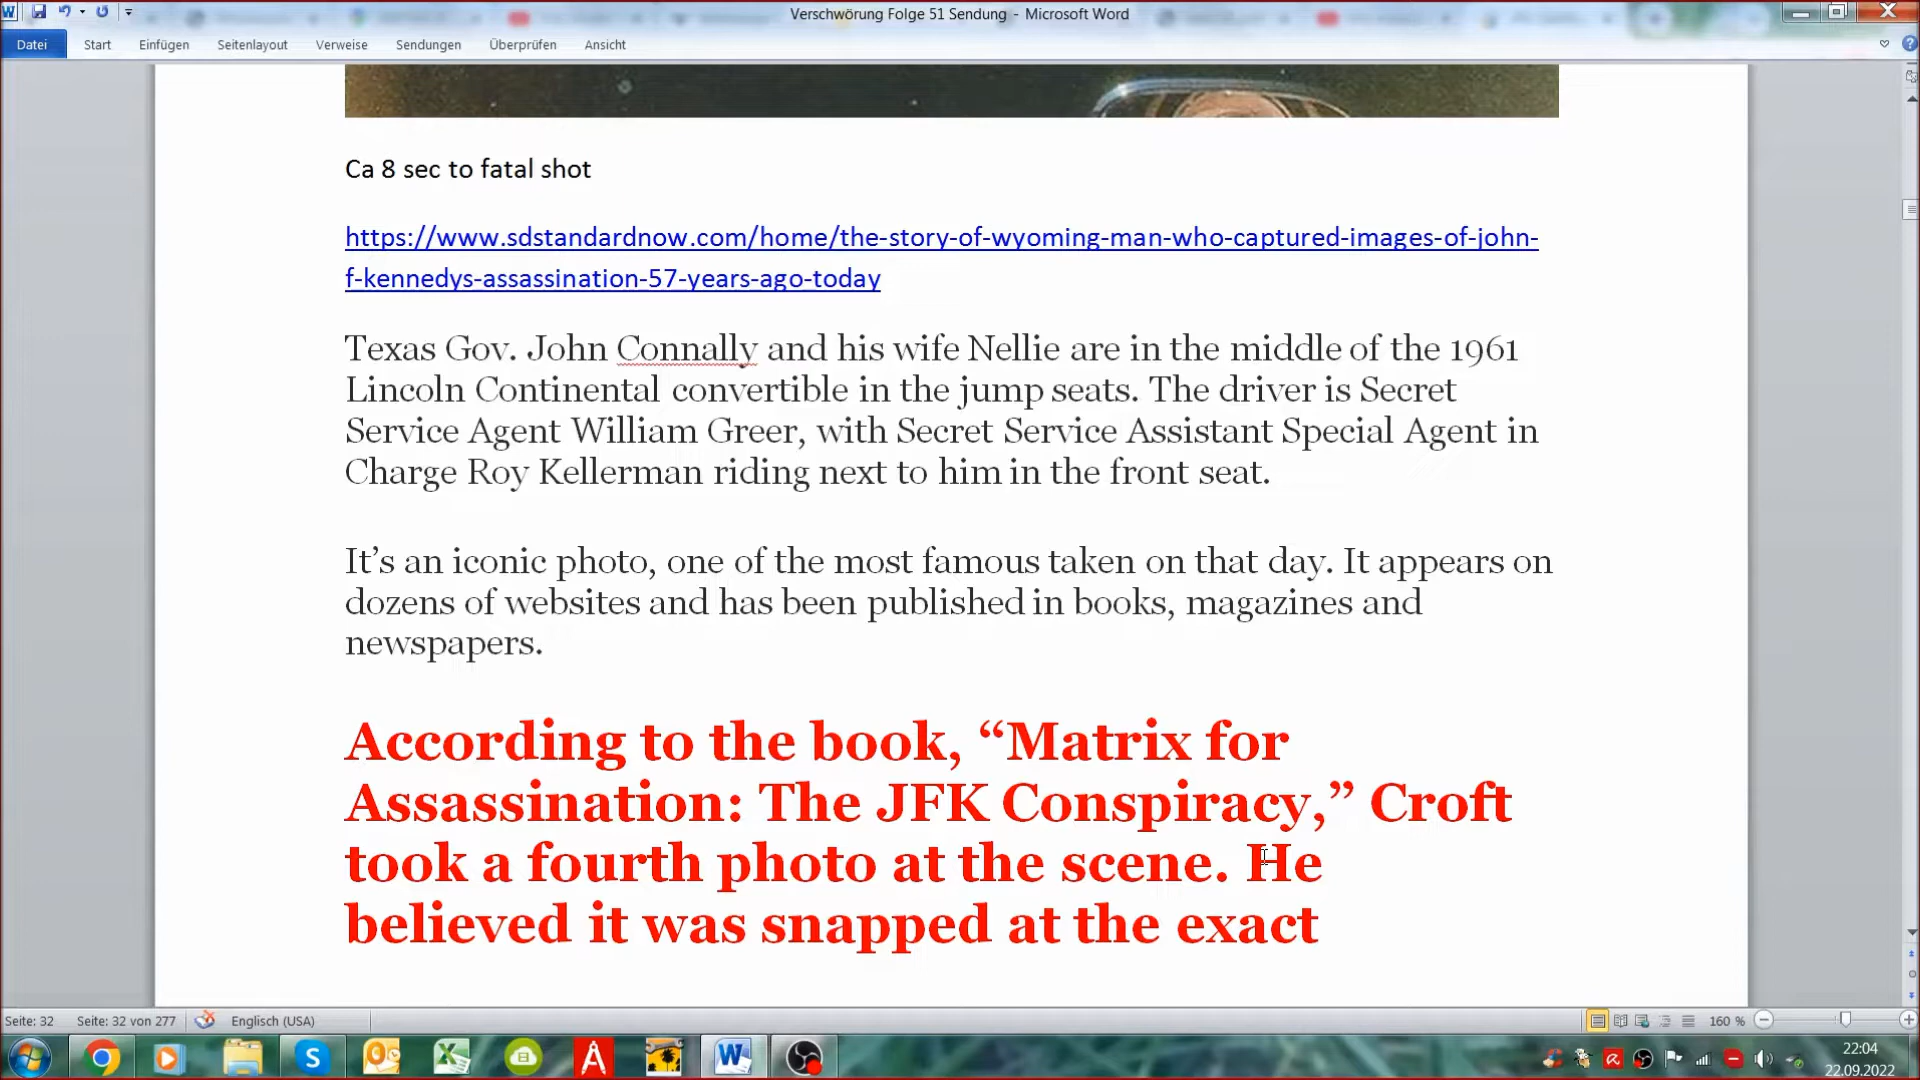 Verschwörung Folge 51 Sendung - Microsoft Word
Datei Start Einfügen Seitenlayout Verweise Sendungen Überprüfen Ansicht
Ca 8 sec to fatal shot
https://www.sdstandardnow.com/home/the-story-of-wyoming-man-who-captured-images-of-john-
f-kennedys-assassination-57-years-ago-today
Texas Gov. John Connally and his wife Nellie are in the middle of the 1961
Lincoln Continental convertible in the jump seats. The driver is Secret
Service Agent William Greer, with Secret Service Assistant Special Agent in
Charge Roy Kellerman riding next to him in the front seat.
It’s an iconic photo, one of the most famous taken on that day. It appears on
dozens of websites and has been published in books, magazines and
newspapers.
According to the book, “Matrix for
Assassination: The JFK Conspiracy,” Croft
took a fourth photo at the scene. He
believed it was snapped at the exact
Seite: 32 Seite: 32 von 277 Englisch (USA) 160 %
22:04
22.09.2022